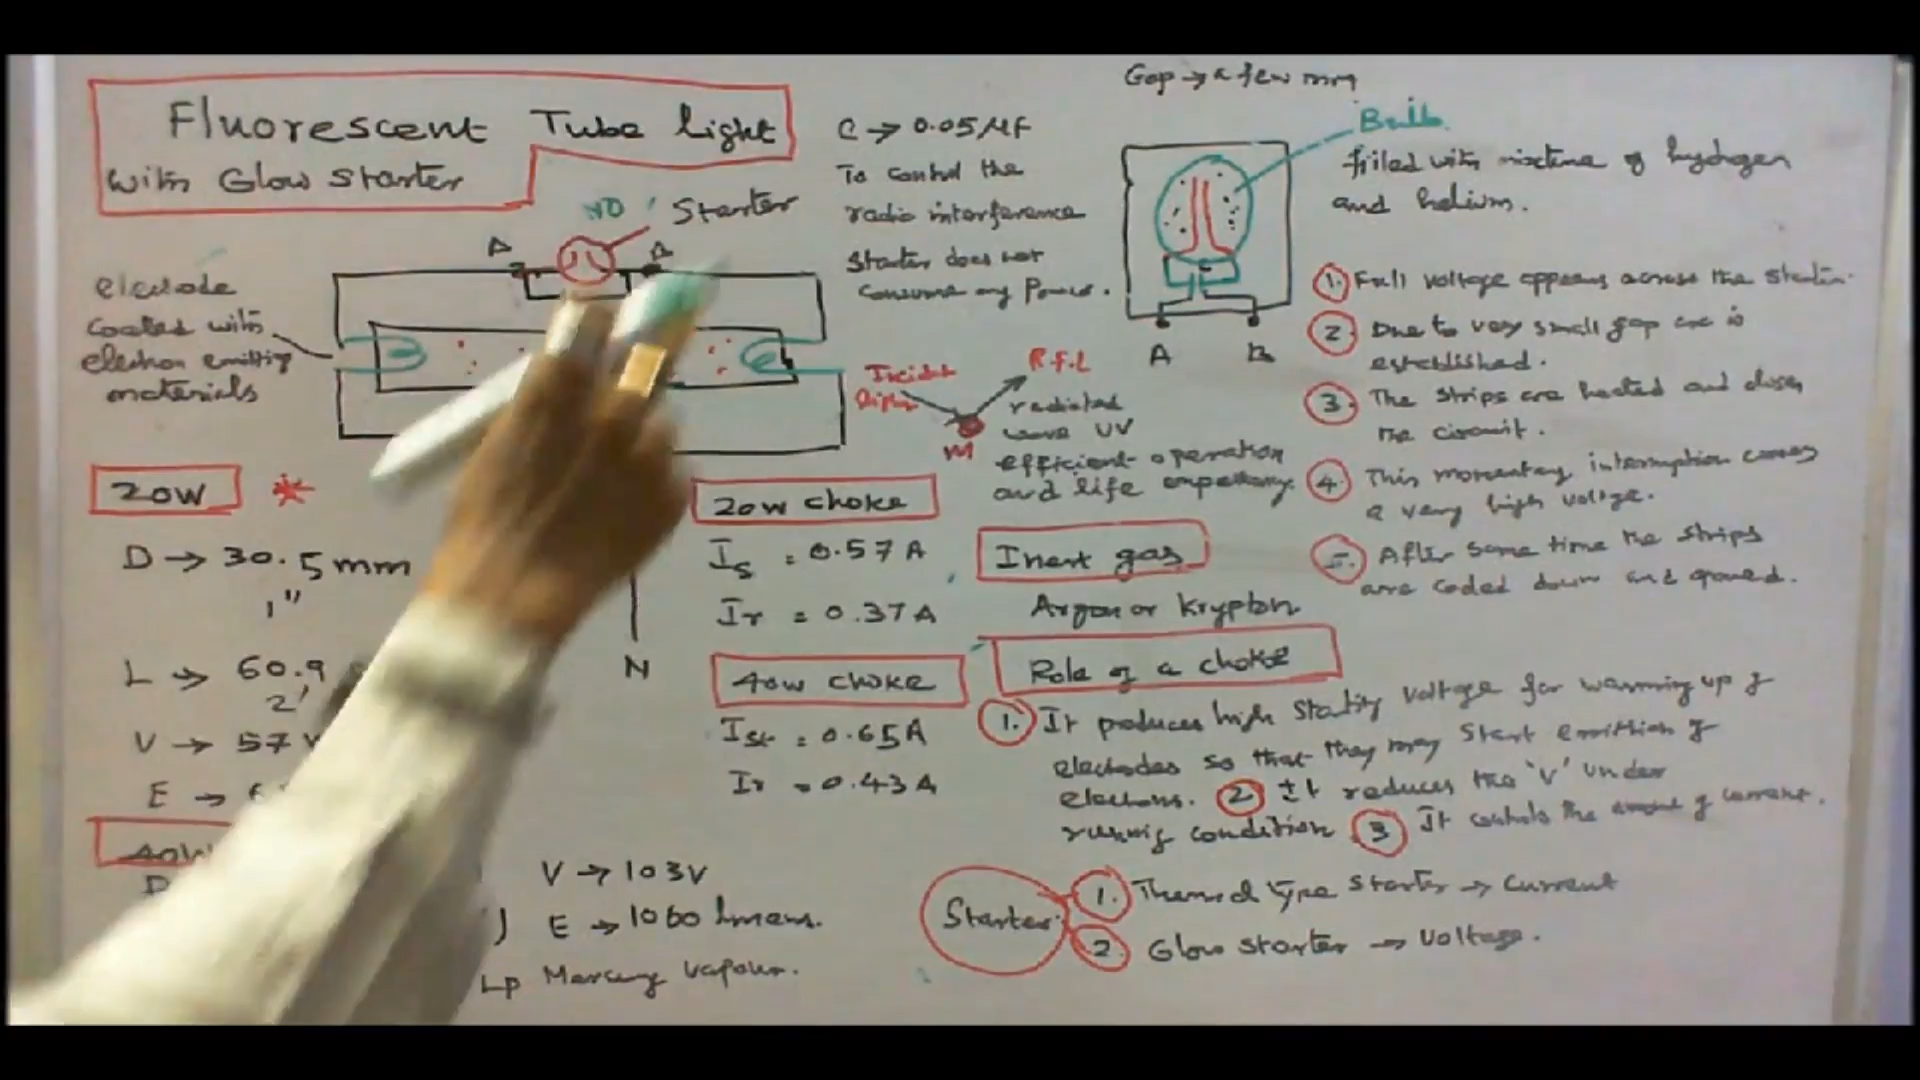 Fluorescent Tube light
with Glow starter
NO
Starter
A
electrode
coated with
electron emitting
materials
C → 0.05 MF
To control the
radio interference
Starter does not
consume any Power.
Gap → a few mm
Bulb
filled with mixture of hydrogen
and helium.
A B
1. Full voltage appears across the
2. Due to very small gap arc is
established.
3. The strips are heated and closes
the circuit.
4. This momentary interruption causes
a very high voltage.
5. After some time the strips
are cooled down and opened.
Incident
light
R.F.L
M
radiated
wave UV
efficient operation
and life expectancy.
20W
D → 30.5 mm
1"
L → 60.9
2'
V → 57 V
E → 6
40W
D
N
V → 103V
E → 1060 lumens.
Lp Mercury vapour.
20W choke
Is = 0.57 A
Ir = 0.37 A
40W choke
Ist = 0.65 A
Ir = 0.43 A
Inert gas
Argon or krypton.
Role of a choke
1. It produces high starting voltage for warming up of
electrodes so that they may start emittion of
electrons. 2 It reduces the 'V' under
running condition 3 It controls the amount of current.
Starter.
1. Thermal type starter → current
2. Glow starter → voltage.